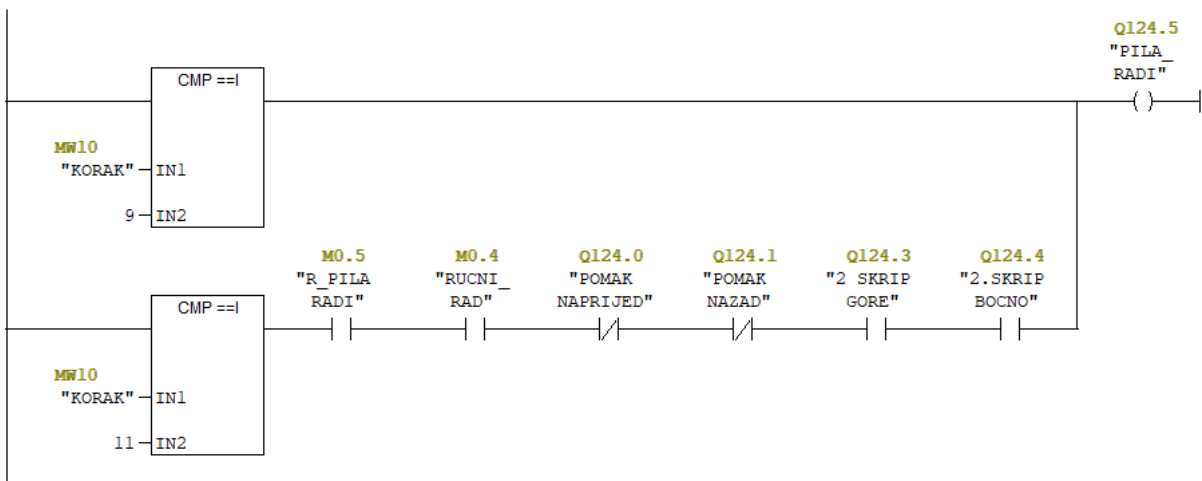 Q124.5
"PILA_
RADI"
CMP ==I
MW10
"KORAK"
IN1
9
IN2
M0.5
"R_PILA
RADI"
M0.4
"RUCNI_
RAD"
Q124.0
"POMAK
NAPRIJED"
Q124.1
"POMAK
NAZAD"
Q124.3
"2 SKRIP
GORE"
Q124.4
"2.SKRIP
BOCNO"
CMP ==I
MW10
"KORAK"
IN1
11
IN2